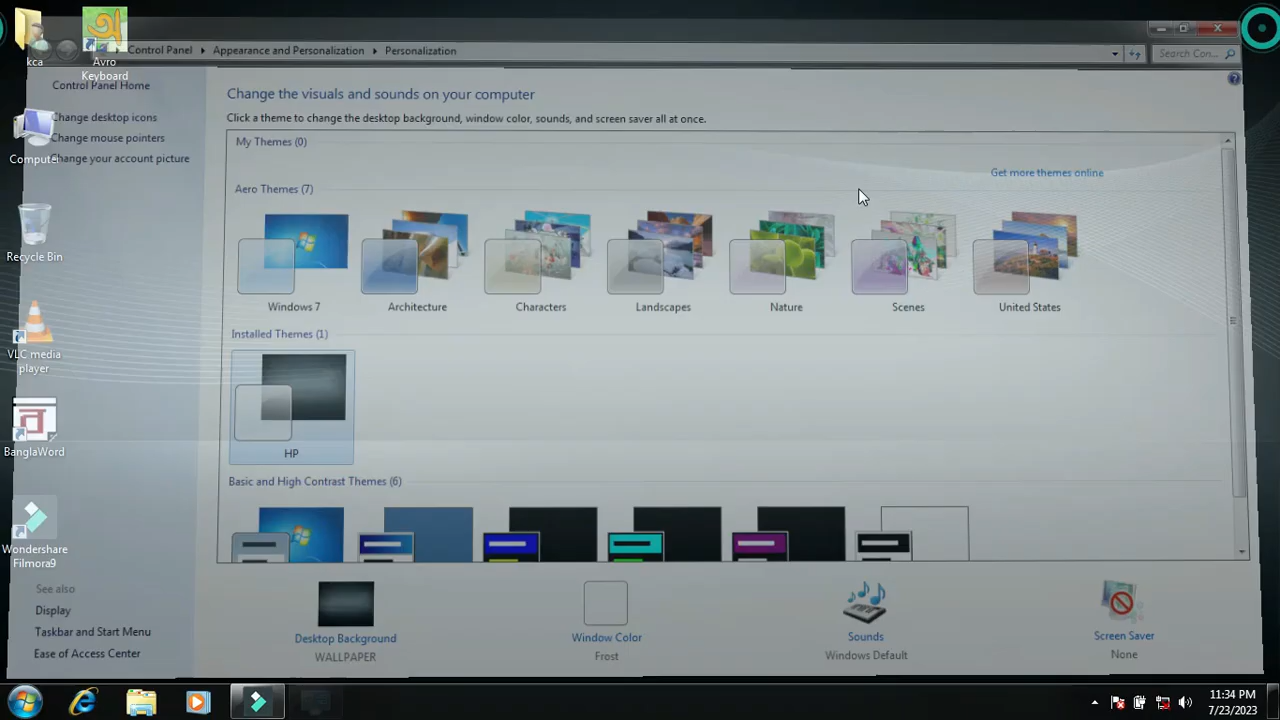 kca
Avro
Keyboard
Control Panel
Appearance and Personalization
Personalization
Search Con...
Control Panel Home
Change desktop icons
Change mouse pointers
Change your account picture
Computer
Recycle Bin
VLC media
player
BanglaWord
Wondershare
Filmora9
See also
Display
Taskbar and Start Menu
Ease of Access Center
Change the visuals and sounds on your computer
Click a theme to change the desktop background, window color, sounds, and screen saver all at once.
My Themes (0)
Get more themes online
Aero Themes (7)
Windows 7
Architecture
Characters
Landscapes
Nature
Scenes
United States
Installed Themes (1)
HP
Basic and High Contrast Themes (6)
Desktop Background
WALLPAPER
Window Color
Frost
Sounds
Windows Default
Screen Saver
None
11:34 PM
7/23/2023